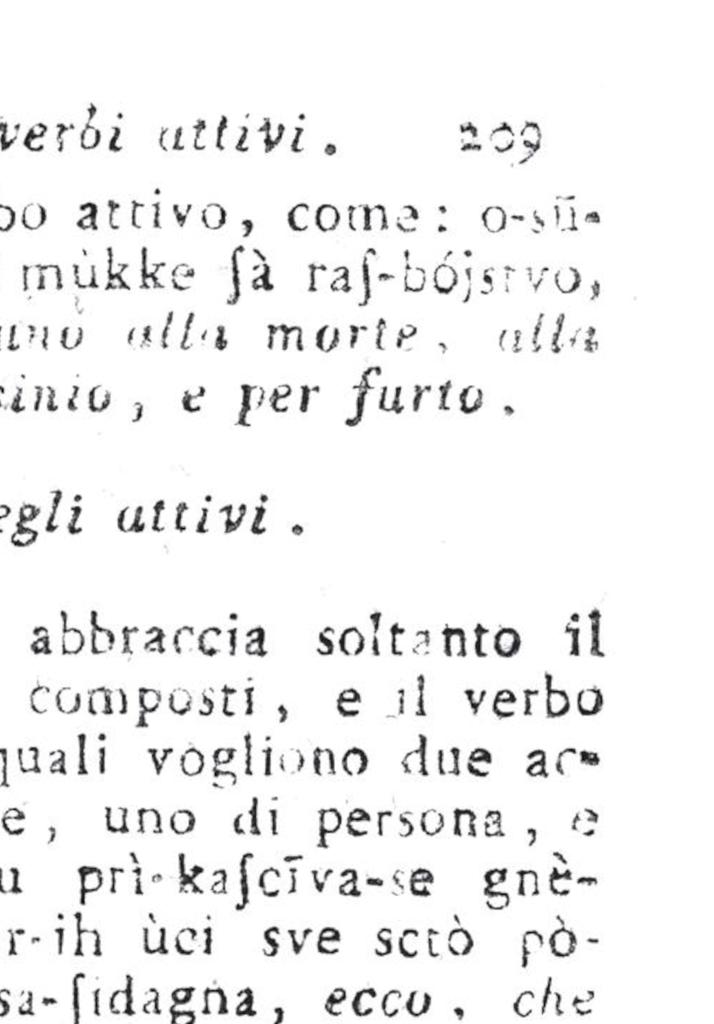 verbi attivi. 209
bo attivo, come: o-sū-
mùkke ſà raſ-bójstvo,
uno alla morte, alla
sinio, e per furto.
egli attivi.
abbraccia soltanto il
composti, e il verbo
quali vogliono due ac-
e, uno di persona, e
u prì-kaſcīva-se gnè-
r-ih ùci sve sctò pò-
sa-ſidagna, ecco, che